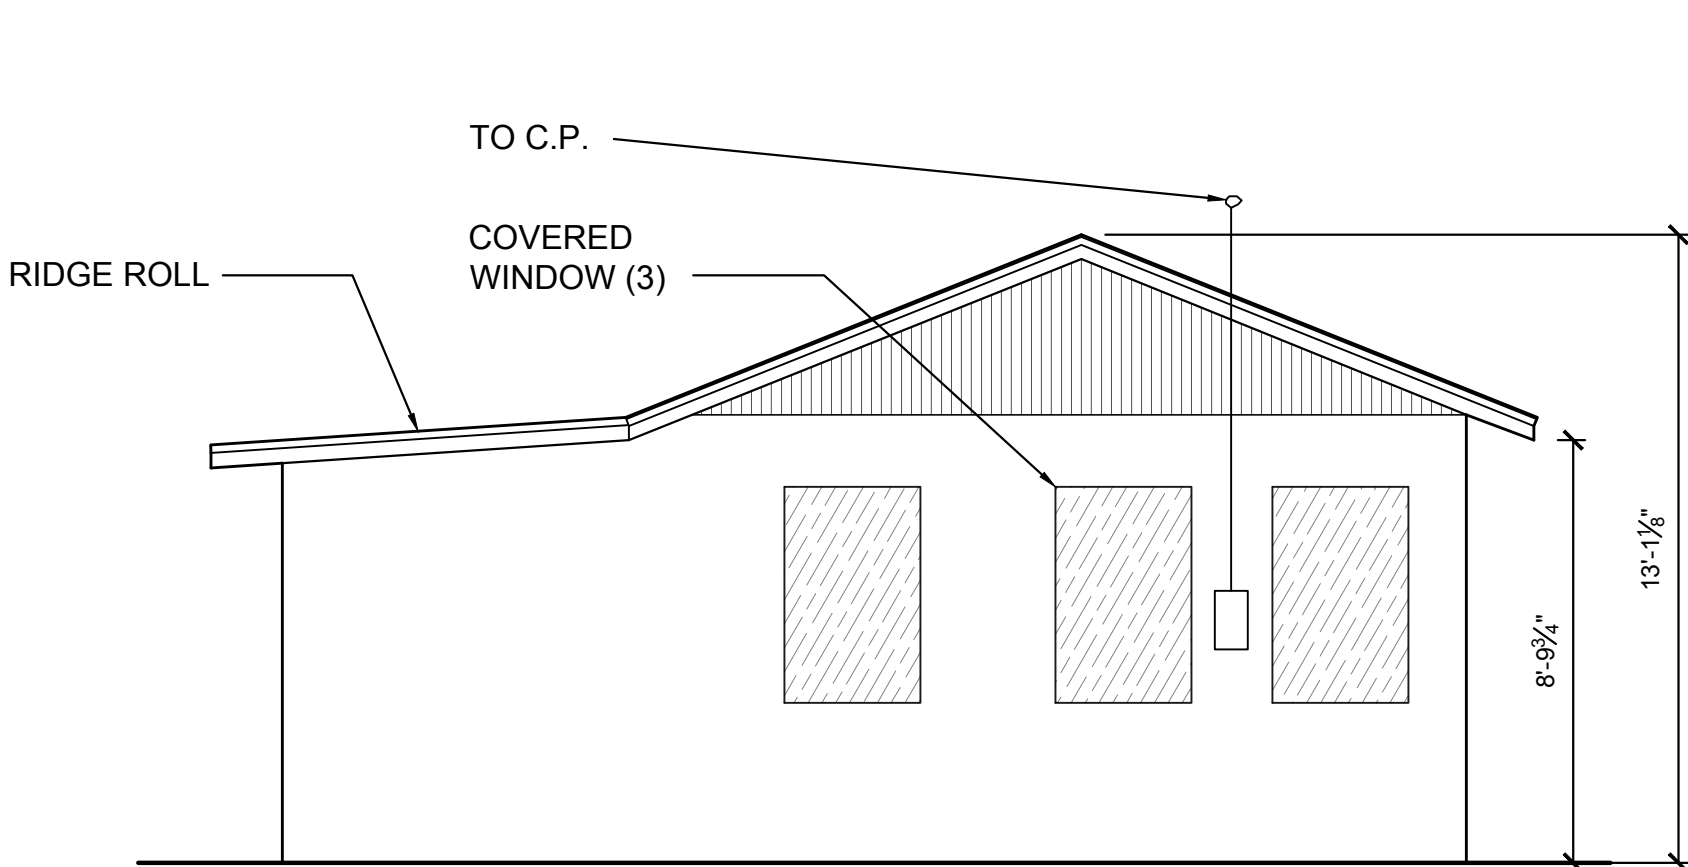 TO C.P.
COVERED
WINDOW (3)
RIDGE ROLL
13'-1⅛"
8'-9¾"